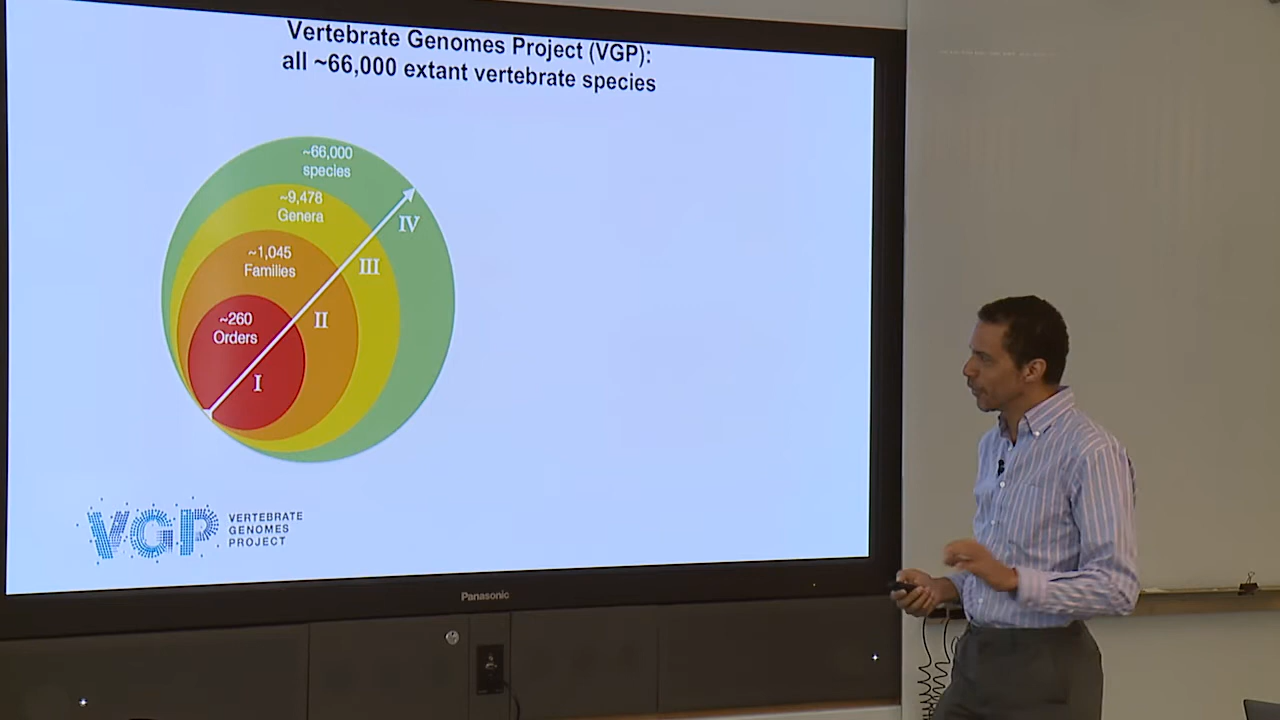 Vertebrate Genomes Project (VGP):
all ~66,000 extant vertebrate species
~66,000
species
~9,478
Genera
IV
~1,045
Families
III
~260
Orders
II
I
VGP
VERTEBRATE
GENOMES
PROJECT
Panasonic